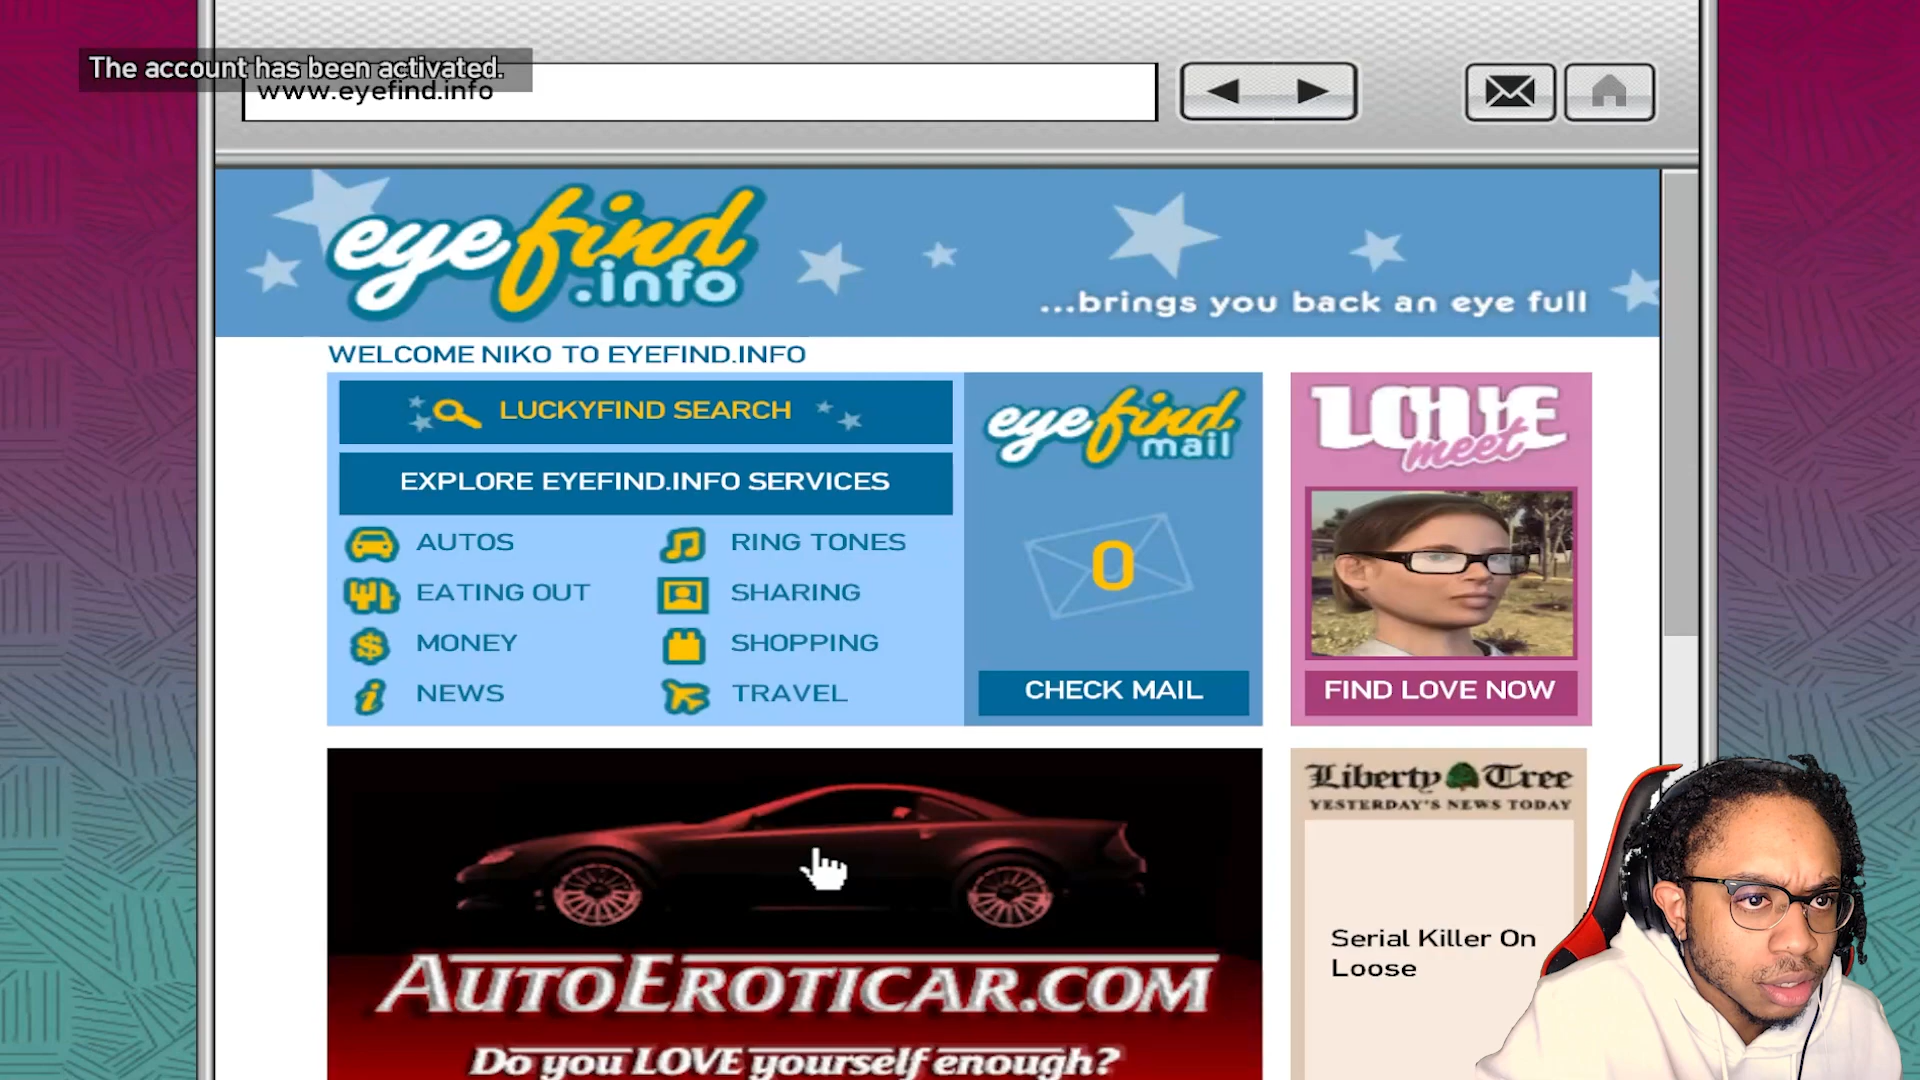 The account has been activated.
www.eyefind.info
eyefind
.info
...brings you back an eye full
WELCOME NIKO TO EYEFIND.INFO
LUCKYFIND SEARCH
EXPLORE EYEFIND.INFO SERVICES
AUTOS
RING TONES
EATING OUT
SHARING
MONEY
SHOPPING
NEWS
TRAVEL
eyefind
mail
0
CHECK MAIL
LOVE
meet
FIND LOVE NOW
AUTOEROTICAR.COM
Do you LOVE yourself enough?
Liberty Tree
YESTERDAY'S NEWS TODAY
Serial Killer On
Loose